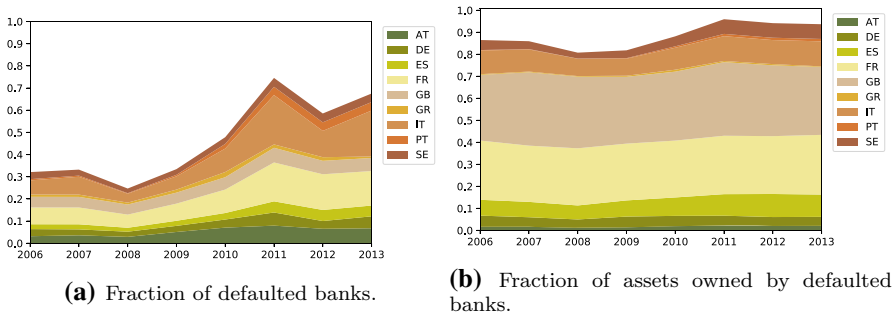 1.0
0.9
0.8
0.7
0.6
0.5
0.4
0.3
0.2
0.1
0.0
2006 2007 2008 2009 2010 2011 2012 2013
AT
DE
ES
FR
GB
GR
IT
PT
SE
(a) Fraction of defaulted banks.
1.0
0.9
0.8
0.7
0.6
0.5
0.4
0.3
0.2
0.1
0.0
2006 2007 2008 2009 2010 2011 2012 2013
AT
DE
ES
FR
GB
GR
IT
PT
SE
(b) Fraction of assets owned by defaulted
banks.